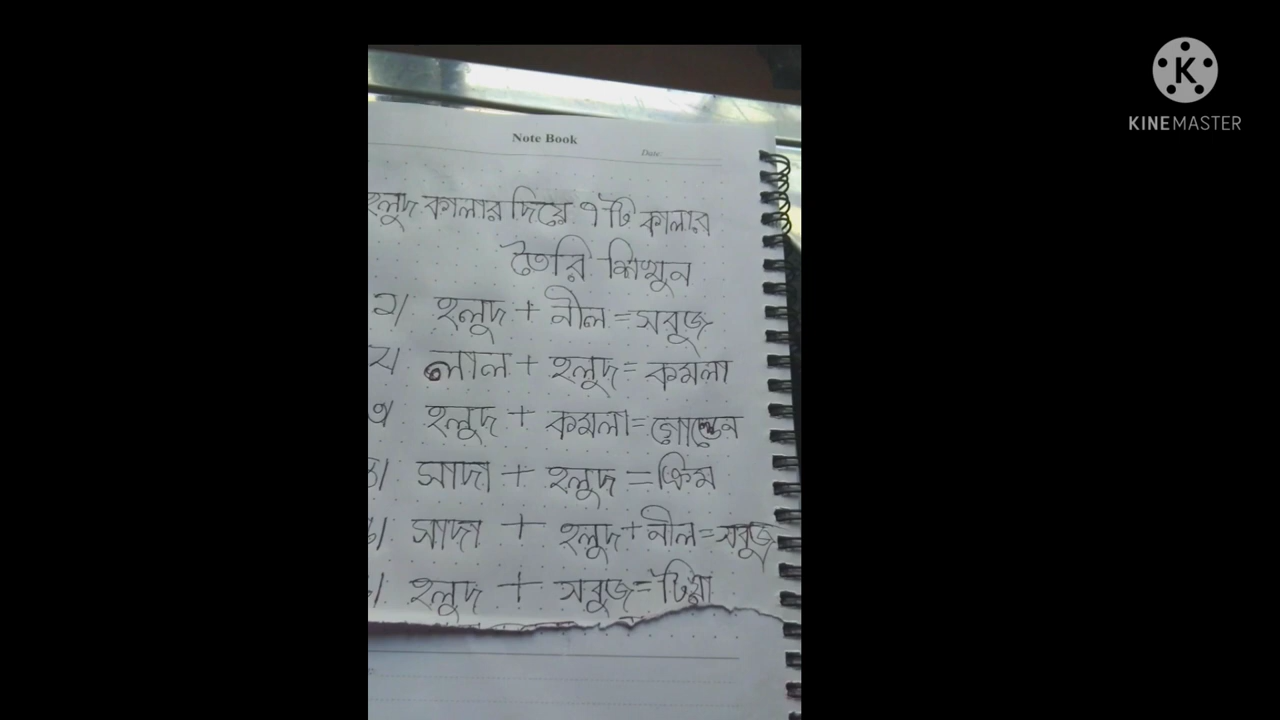 Note Book
Date:
হলুদ কালার দিয়ে ৭টি কালার
তৈরি শিখুন
১/ হলুদ + নীল = সবুজ
২/ লাল + হলুদ = কমলা
৩/ হলুদ + কমলা = গোল্ডেন
৪/ সাদা + হলুদ = ক্রিম
৫/ সাদা + হলুদ + নীল = সবুজ
৬/ হলুদ + সবুজ = টিয়া
KINEMASTER